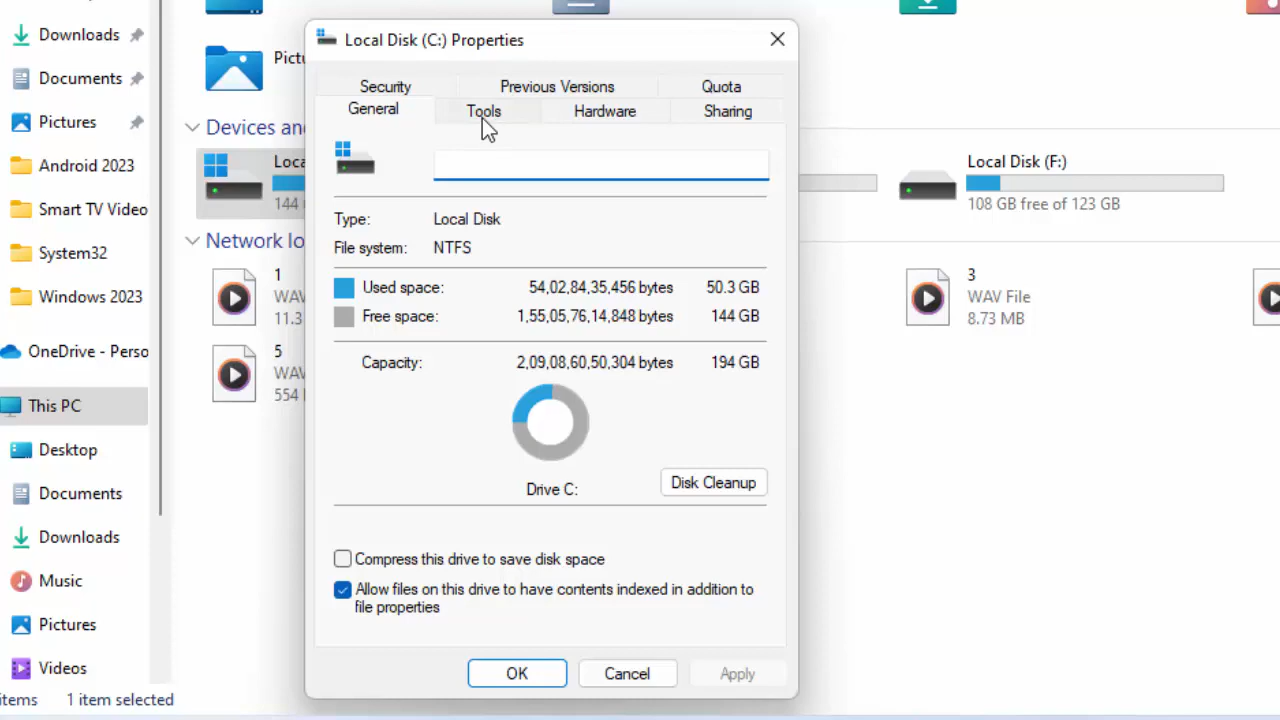 Downloads
Documents
Pictures
Android 2023
Smart TV Video
System32
Windows 2023
OneDrive - Perso
This PC
Desktop
Documents
Downloads
Music
Pictures
Videos
items 1 item selected
Devices and
144
Network lo
1
11.3
5
554
Local Disk (C:) Properties
Security Previous Versions Quota
General Tools Hardware Sharing
Type: Local Disk
File system: NTFS
Used space: 54,02,84,35,456 bytes 50.3 GB
Free space: 1,55,05,76,14,848 bytes 144 GB
Capacity: 2,09,08,60,50,304 bytes 194 GB
Drive C: Disk Cleanup
Compress this drive to save disk space
Allow files on this drive to have contents indexed in addition to
file properties
OK Cancel Apply
Local Disk (F:)
108 GB free of 123 GB
3
WAV File
8.73 MB